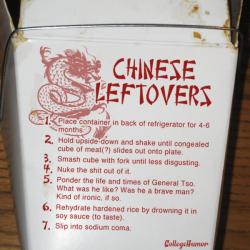 CHINESE
LEFTOVERS
1. Place container in back of refrigerator for 4-6
months.
2. Hold upside-down and shake until congealed
cube of meat(?) slides out onto plate.
3. Smash cube with fork until less disgusting.
4. Nuke the shit out of it.
5. Ponder the life and times of General Tso.
What was he like? Was he a brave man?
Kind of ironic, if so.
6. Rehydrate hardened rice by drowning it in
soy sauce (to taste).
7. Slip into sodium coma.
CollegeHumor